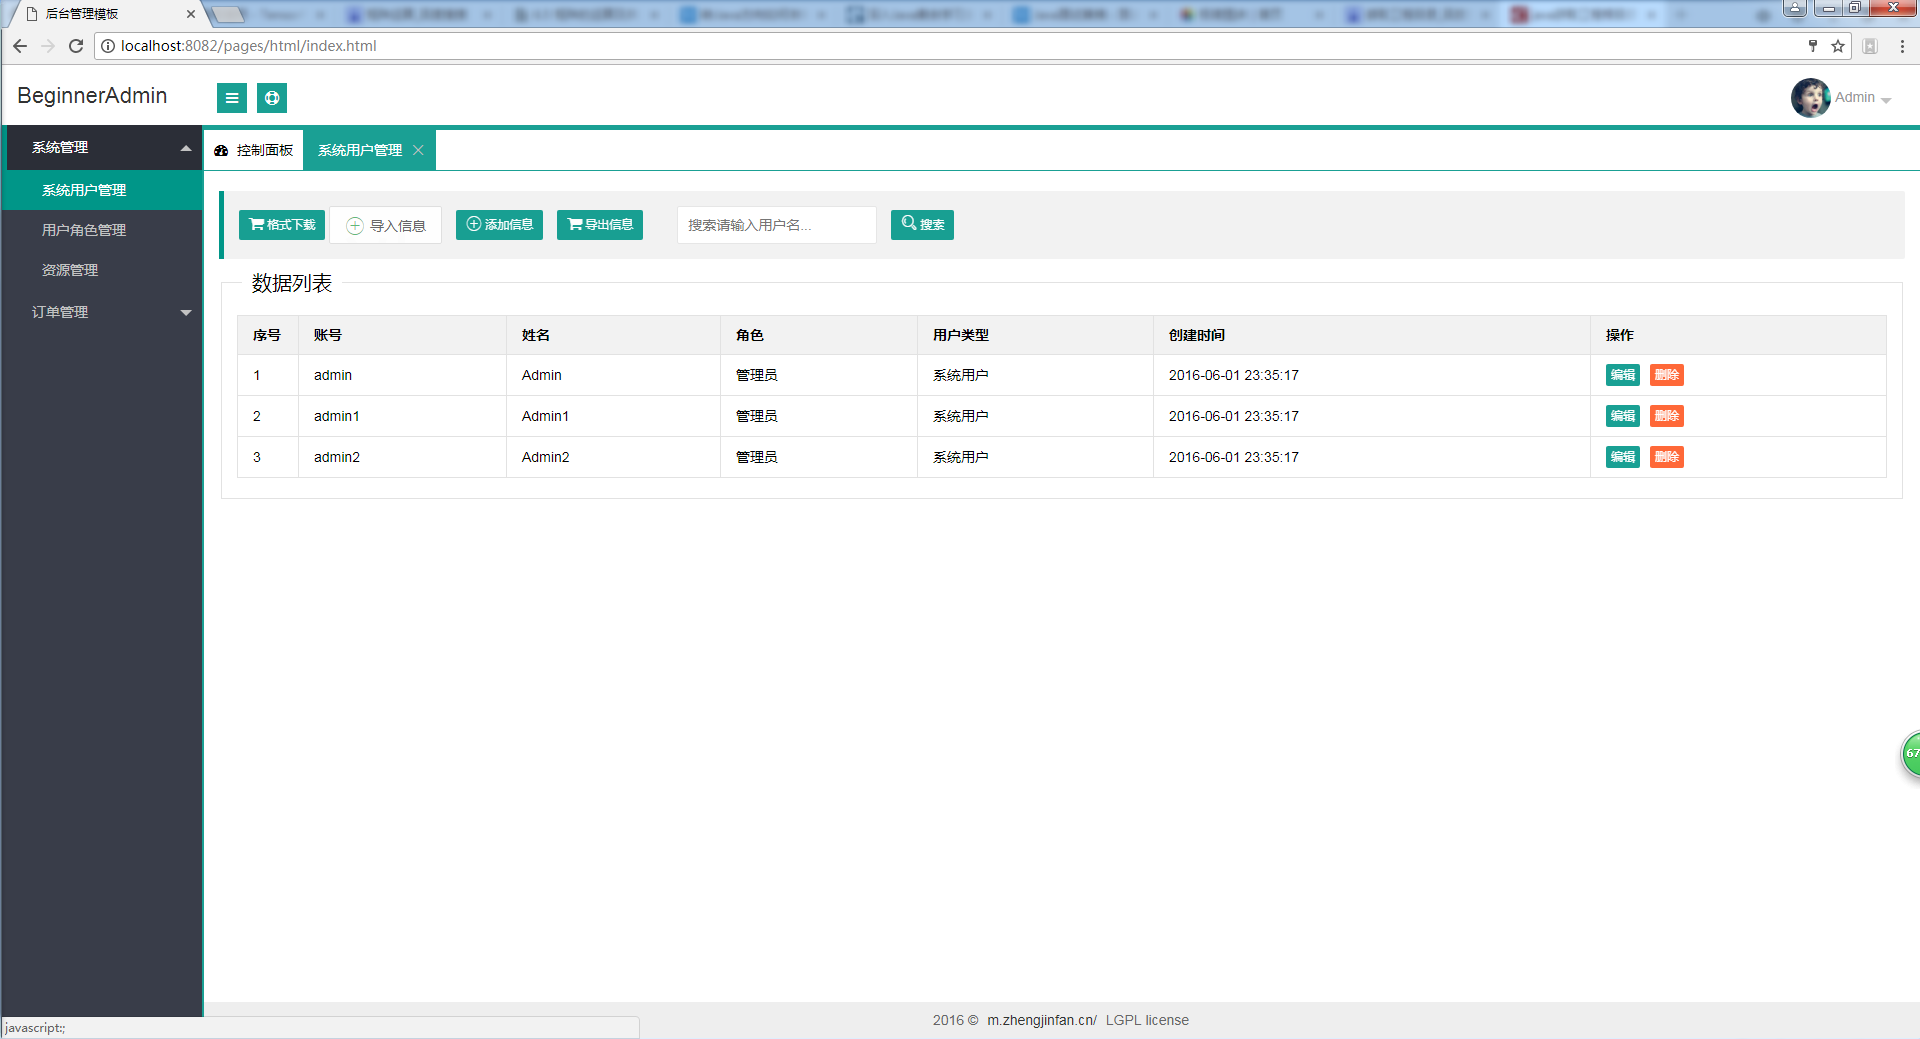 后台管理模板
localhost:8082/pages/html/index.html
BeginnerAdmin
Admin
系统管理
系统用户管理
用户角色管理
资源管理
订单管理
控制面板 系统用户管理
格式下载 导入信息 添加信息 导出信息 搜索请输入用户名... 搜索
数据列表
序号 账号 姓名 角色 用户类型 创建时间 操作
1 admin Admin 管理员 系统用户 2016-06-01 23:35:17 编辑 删除
2 admin1 Admin1 管理员 系统用户 2016-06-01 23:35:17 编辑 删除
3 admin2 Admin2 管理员 系统用户 2016-06-01 23:35:17 编辑 删除
67
2016 © m.zhengjinfan.cn/ LGPL license
javascript:;